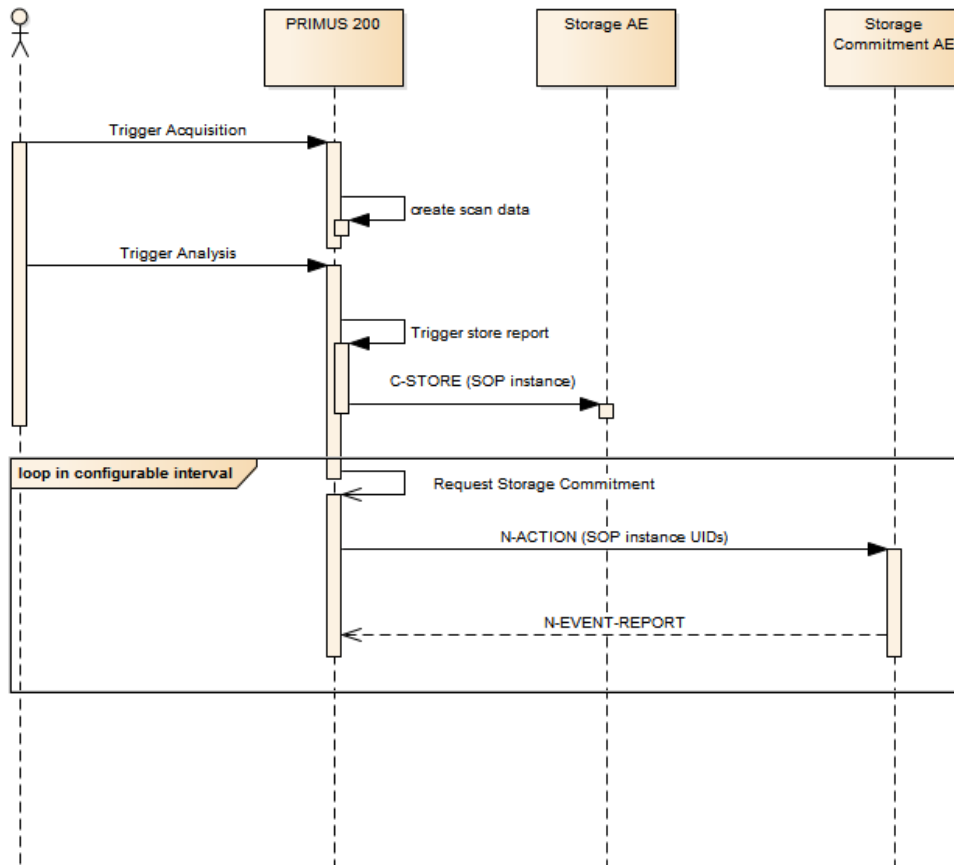 PRIMUS 200
Storage AE
Storage
Commitment AE
Trigger Acquisition
create scan data
Trigger Analysis
Trigger store report
C-STORE (SOP instance)
loop in configurable interval
Request Storage Commitment
N-ACTION (SOP instance UIDs)
N-EVENT-REPORT